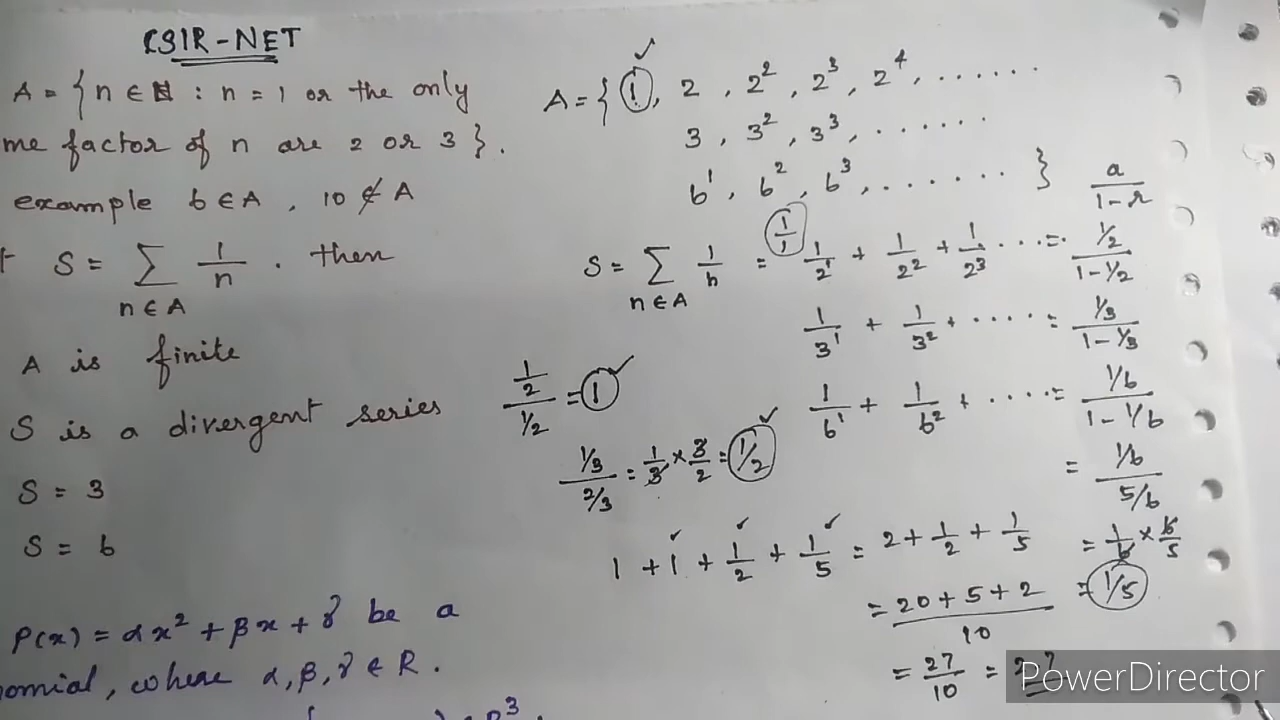 CSIR-NET
A = {n ∈ N : n = 1 or the only
me factor of n are 2 or 3}.
example 6 ∈ A, 10 ∉ A
S = ∑ 1/n . then
n ∈ A
A is finite
S is a divergent series
S = 3
S = 6
P(x) = αx² + βx + γ be a
nomial, where α, β, γ ∈ R.
A = { 1, 2, 2², 2³, 2⁴, ......
3, 3², 3³, ......
6¹, 6², 6³, ....... }
a/1-r
S = ∑ 1/n = 1/1 1/2¹ + 1/2² + 1/2³ .... = 1/2 / 1-1/2
n ∈ A
1/3¹ + 1/3² + ..... = 1/3 / 1-1/3
1/6¹ + 1/6² + ..... = 1/6 / 1-1/6
= 1/6 / 5/6
= 1/6 × 6/5
= 1/5
1/2 / 1/2 = 1
1/3 / 2/3 = 1/3 × 3/2 = 1/2
1 + 1 + 1/2 + 1/5 = 2 + 1/2 + 1/5
= 20+5+2 / 10
= 27/10 = 2.7
PowerDirector